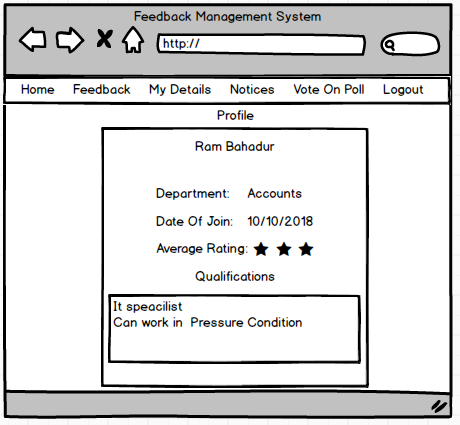 Feedback Management System
http://
Home Feedback My Details Notices Vote On Poll Logout
Profile
Ram Bahadur
Department: Accounts
Date Of Join: 10/10/2018
Average Rating:
Qualifications
It speacilist
Can work in Pressure Condition